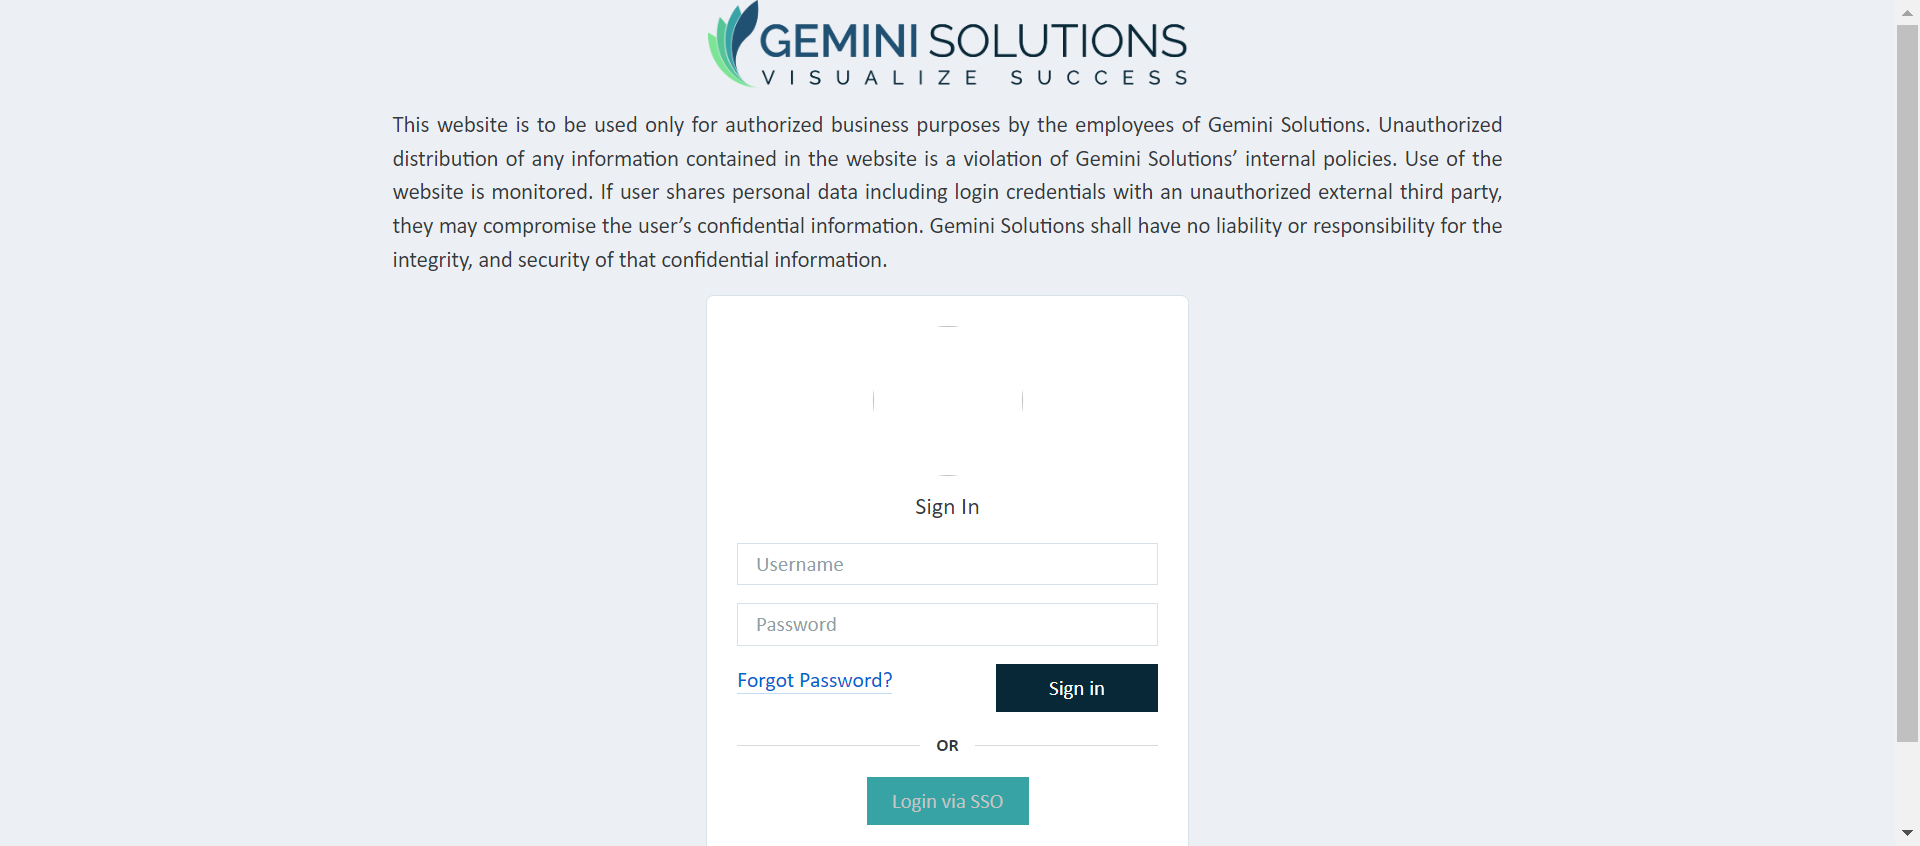 GEMINI SOLUTIONS
VISUALIZE SUCCESS
This website is to be used only for authorized business purposes by the employees of Gemini Solutions. Unauthorized
distribution of any information contained in the website is a violation of Gemini Solutions’ internal policies. Use of the
website is monitored. If user shares personal data including login credentials with an unauthorized external third party,
they may compromise the user’s confidential information. Gemini Solutions shall have no liability or responsibility for the
integrity, and security of that confidential information.
Sign In
Username
Password
Forgot Password?
Sign in
OR
Login via SSO